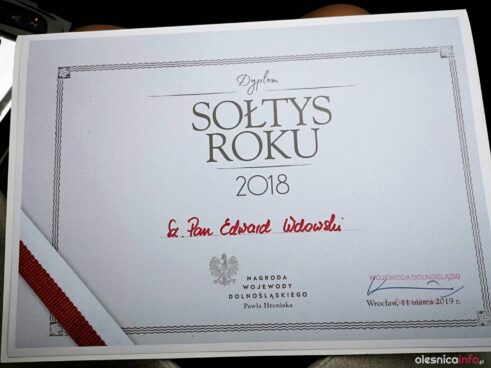 Dyplom
SOŁTYS
ROKU
2018
Sz. Pan Edward Wdowski
NAGRODA
WOJEWODY
DOLNOŚLĄSKIEGO
Pawła Hreniaka
WOJEWODA DOLNOŚLĄSKI
Wrocław, 11 marca 2019 r.
olesnicainfo.pl